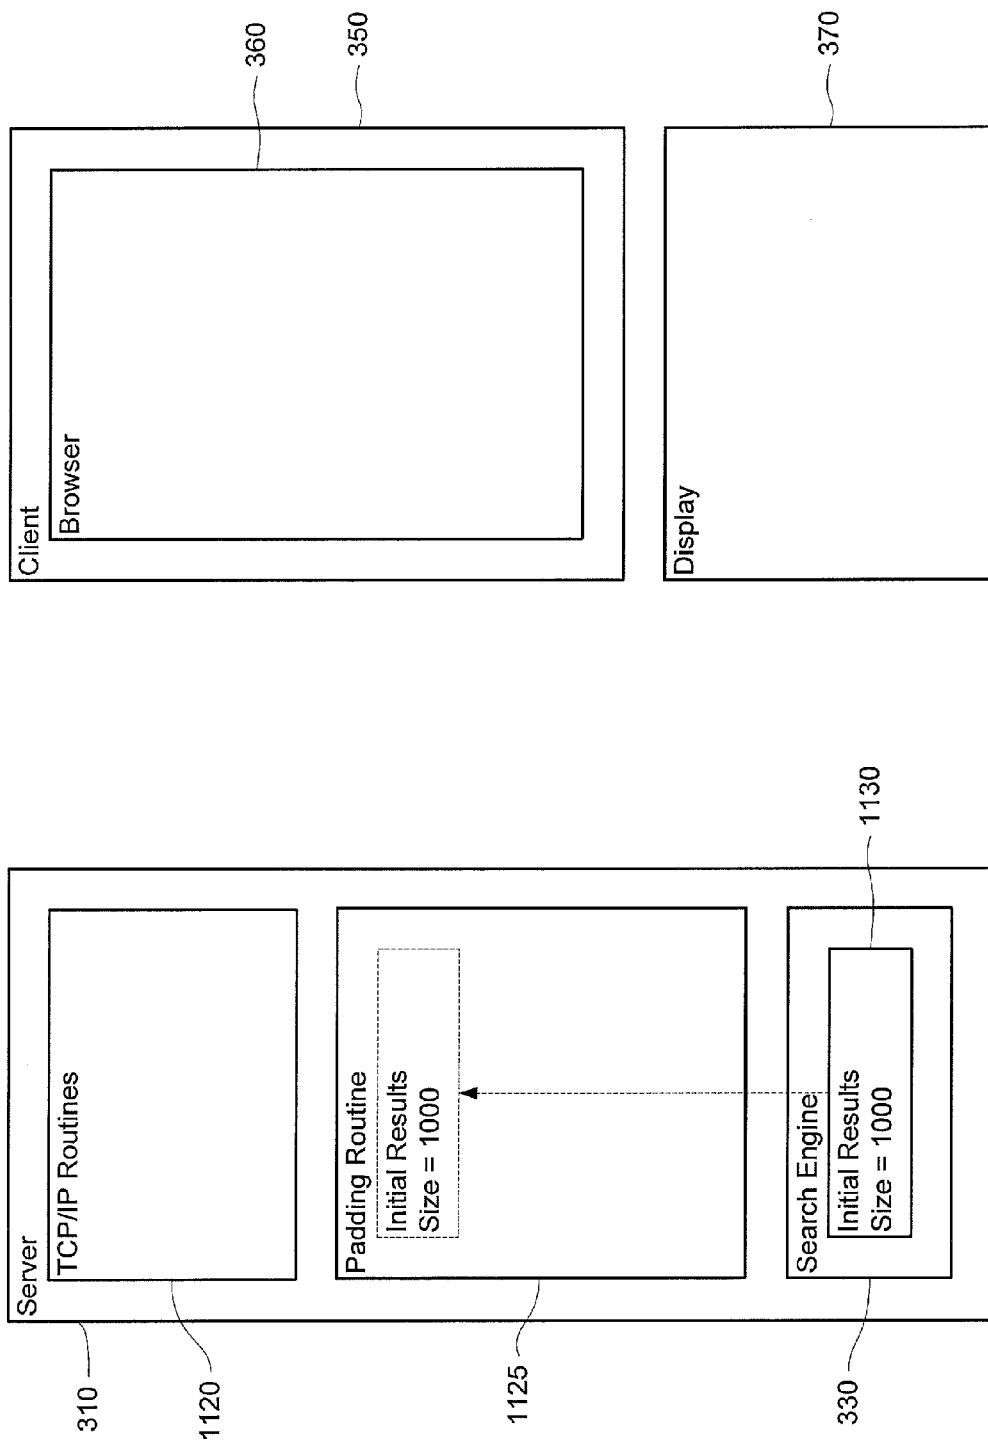 Server
310
TCP/IP Routines
1120
Padding Routine
Initial Results
Size = 1000
1125
Search Engine
Initial Results
Size = 1000
330
1130
Client
350
Browser
360
Display
370